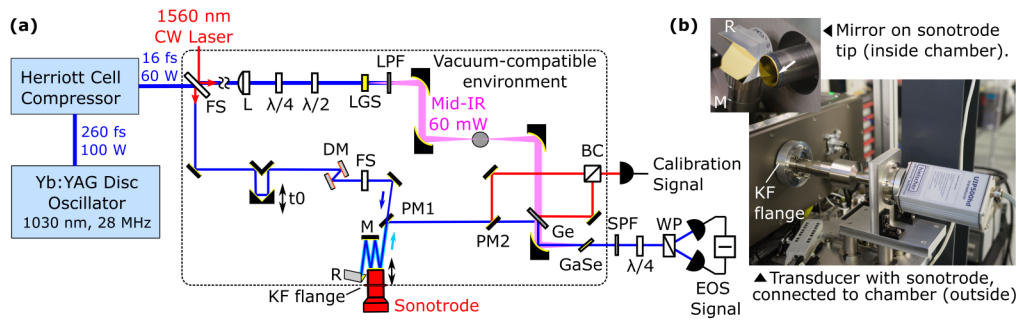 (a)
1560 nm
CW Laser
16 fs
60 W
Herriott Cell
Compressor
FS
L
λ/4
λ/2
LGS
LPF
Vacuum-compatible
environment
Mid-IR
60 mW
260 fs
100 W
Yb:YAG Disc
Oscillator
1030 nm, 28 MHz
t0
DM
FS
PM1
M
R
KF flange
Sonotrode
BC
Calibration
Signal
PM2
Ge
GaSe
SPF
λ/4
WP
EOS
Signal
(b)
R
M
Mirror on sonotrode
tip (inside chamber).
KF
flange
UIP500hd
Transducer with sonotrode,
connected to chamber (outside)